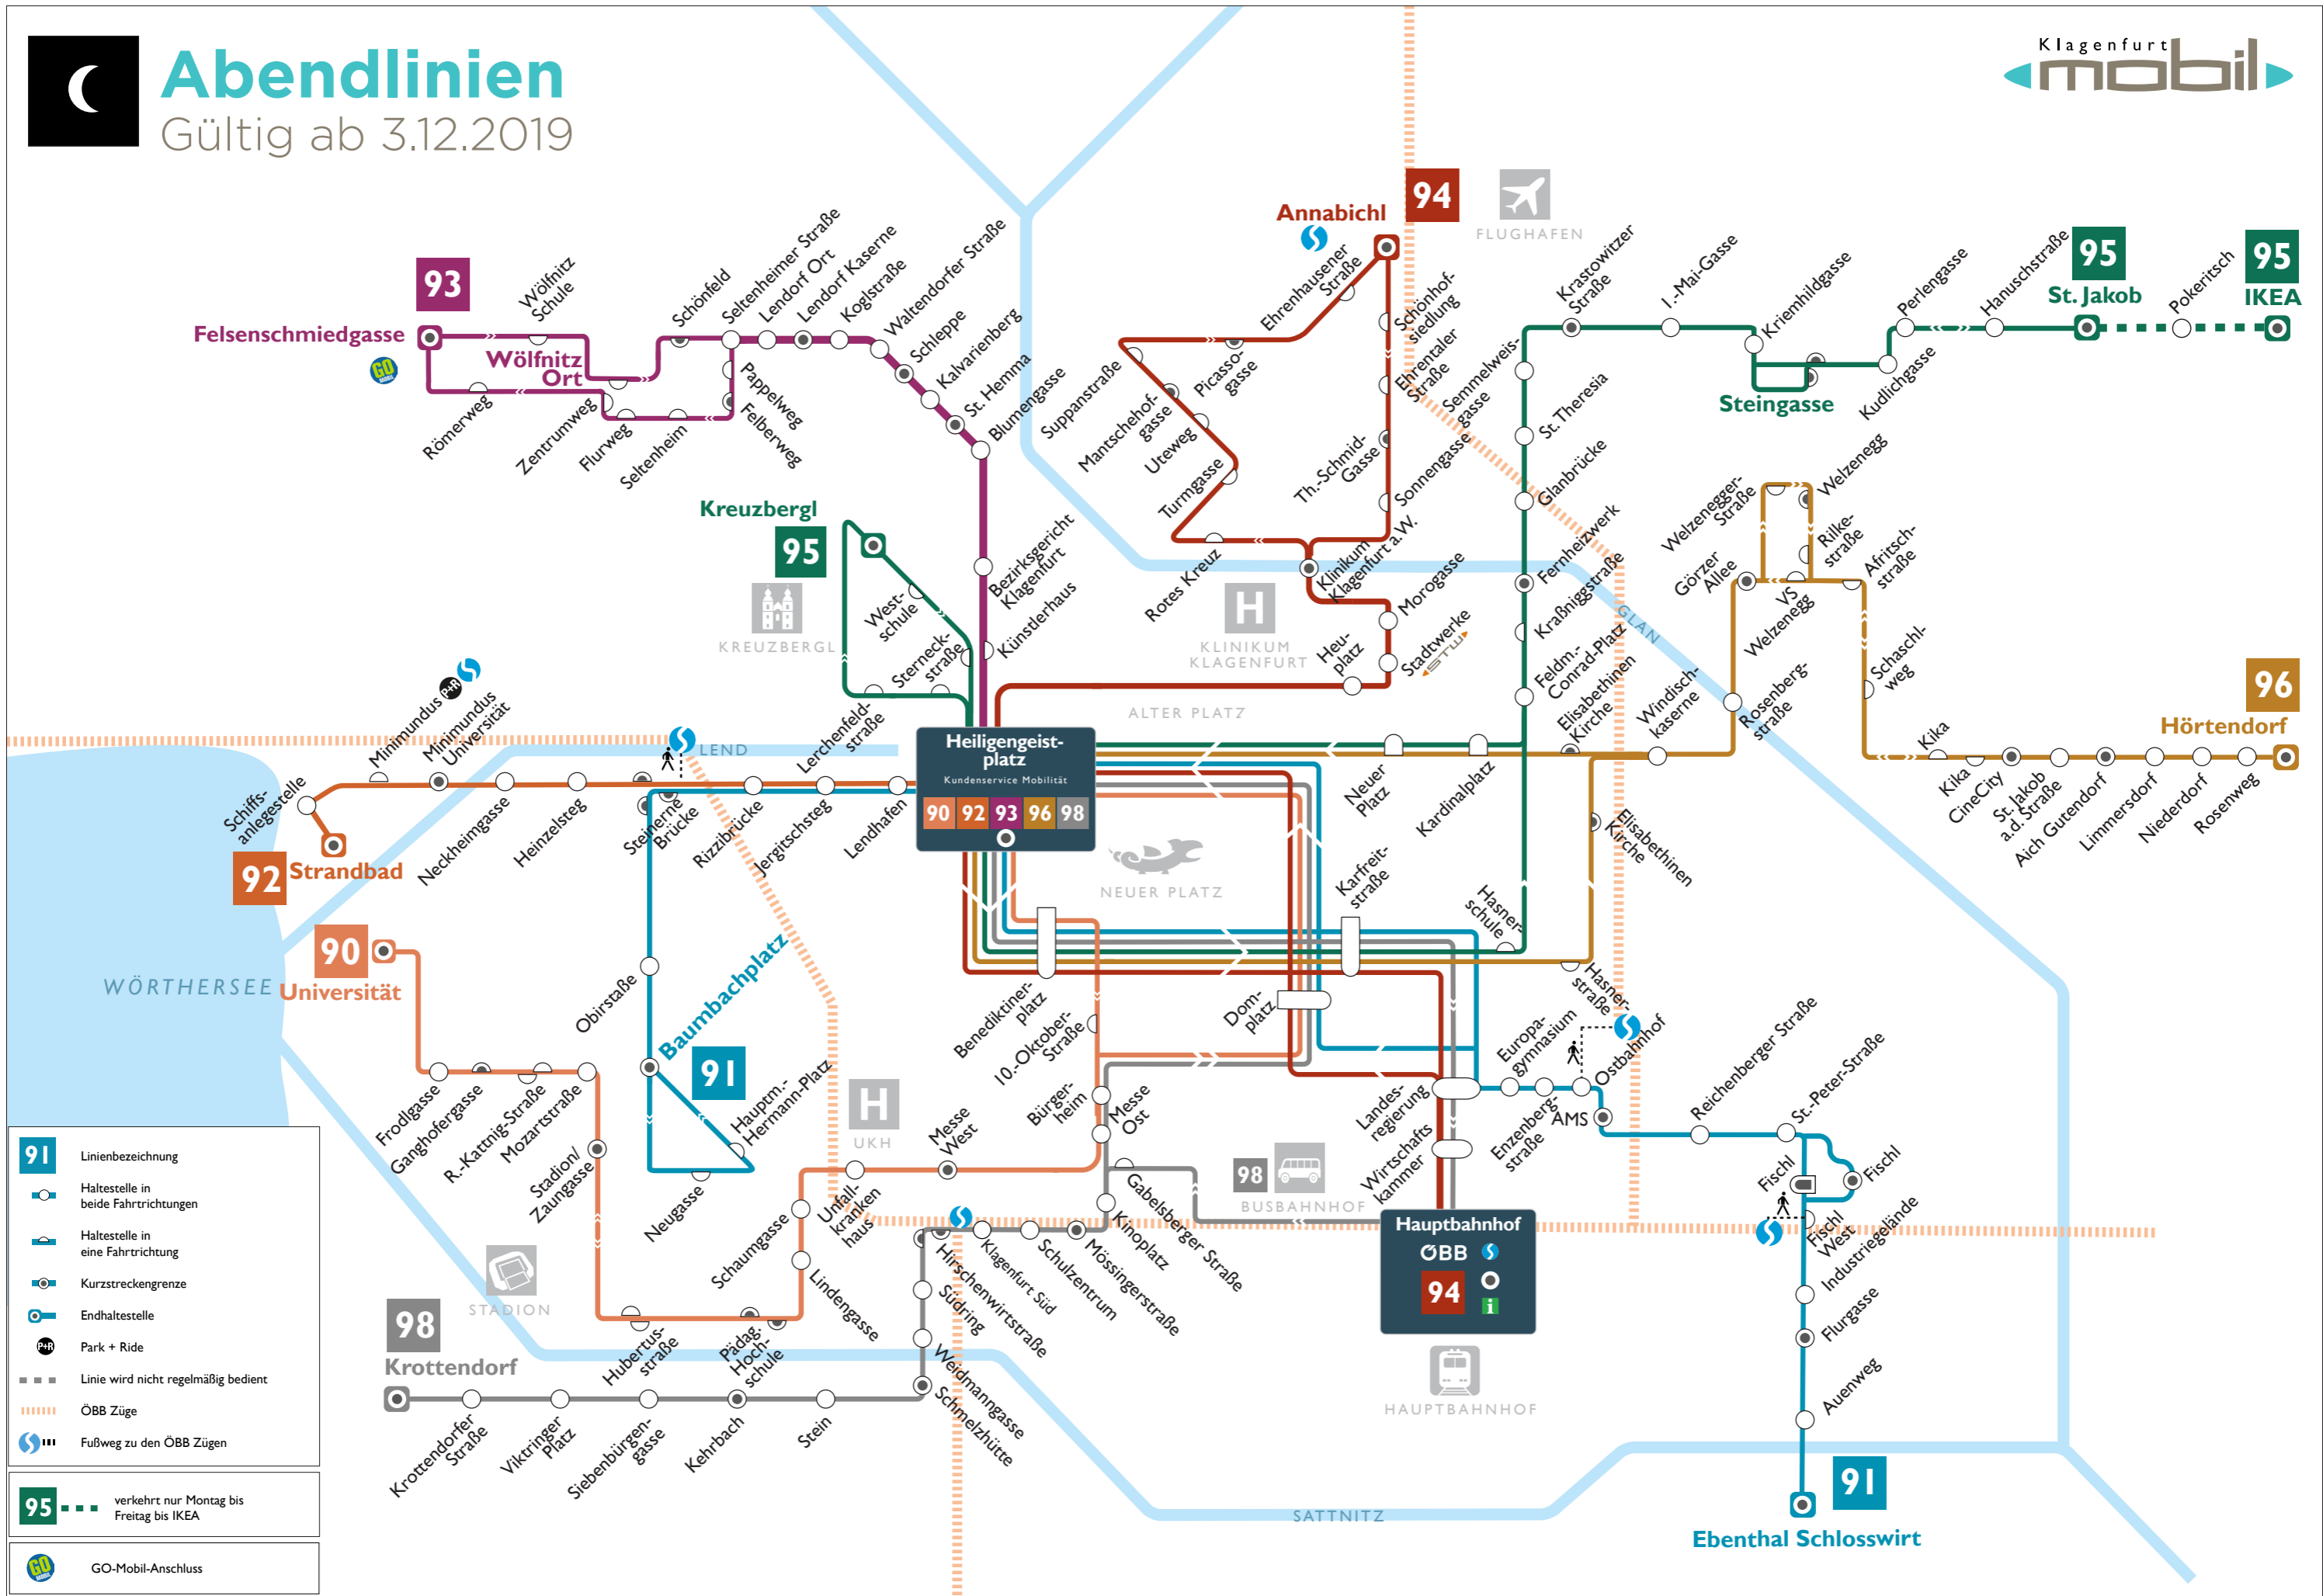 Abendlinien
Gültig ab 3.12.2019
Klagenfurt
mobil
94
Annabichl
FLUGHAFEN
Ehrenhausener
Straße
Schönhof-
siedlung
Ehrentaler
Straße
Picasso-
gasse
Suppanstraße
Mantschehof-
gasse
Uteweg
Turmgasse
Th.-Schmid-
Gasse
Sonnengasse
Rotes Kreuz
Klinikum
Klagenfurt a.W.
Morogasse
Stadtwerke
STW
Heu-
platz
H
KLINIKUM
KLAGENFURT
ALTER PLATZ
93
Felsenschmiedgasse
GO
MOBIL
Wölfnitz
Schule
Wölfnitz
Ort
Schönfeld
Seltenheimer Straße
Lendorf Ort
Lendorf Kaserne
Koglstraße
Waltendorfer Straße
Schleppe
Kalvarienberg
St. Hemma
Blumengasse
Römerweg
Zentrumweg
Flurweg
Seltenheim
Pappelweg
Felberweg
Bezirksgericht
Klagenfurt
Künstlerhaus
Kreuzbergl
95
KREUZBERGL
West-
schule
Sterneck-
straße
Krastowitzer
Straße
1.-Mai-Gasse
Kriemhildgasse
Perlengasse
Hanuschstraße
95
St. Jakob
Pokeritsch
95
IKEA
Steingasse
Kudlichgasse
Semmelweis-
gasse
St. Theresia
Glanbrücke
Fernheizwerk
Kraßniggstraße
Feldm.-
Conrad-Platz
Elisabethinen
Kirche
Windisch-
kaserne
GLAN
Welzenegger-
Straße
Welzenegg
Rilke-
straße
Afritsch-
straße
Görzer
Allee
VS
Welzenegg
Rosenberg-
straße
Schaschl-
weg
96
Hörtendorf
Kika
Kika
CineCity
St. Jakob
a.d. Straße
Aich Gutendorf
Limmersdorf
Niederdorf
Rosenweg
Minimundus
P+R
Minimundus
Universität
LEND
Lerchenfeld-
straße
Schiffs-
anlegestelle
92
Strandbad
Neckheimgasse
Heinzelsteg
Steinerne
Brücke
Rizzibrücke
Jergitschsteg
Lendhafen
Heiligengeist-
platz
Kundenservice Mobilität
90
92
93
96
98
Neuer
Platz
Kardinalplatz
NEUER PLATZ
Karfreit-
straße
Hasner-
schule
Elisabethinen
Kirche
Hasner-
straße
90
Universität
WÖRTHERSEE
Obirstaße
Baumbachplatz
91
Hauptm.-
Hermann-Platz
Neugasse
Benediktiner-
platz
10.-Oktober-
Straße
Dom-
platz
Bürger-
heim
Messe
Ost
Messe
West
H
UKH
Unfall-
kranken
haus
Frodlgasse
Ganghofergasse
R.-Kattnig-Straße
Mozartstraße
Stadion/
Zaungasse
STADION
Schaumgasse
Lindengasse
Hubertus-
straße
Pädag.
Hoch-
schule
Landes-
regierung
Wirtschafts
kammer
Europa-
gymnasium
Enzenberg-
straße
Ostbahnhof
AMS
Reichenberger Straße
St.-Peter-Straße
Fischl
Fischl
Fischl
West
Industriegelände
Flurgasse
Auenweg
91
Ebenthal Schlosswirt
98
BUSBAHNHOF
Gabelsberger Straße
Kinoplatz
Mössingerstraße
Schulzentrum
Klagenfurt Süd
Hirschenwirtstraße
Südring
Weidmanngasse
Schmelzhütte
Hauptbahnhof
ÖBB
94
i
HAUPTBAHNHOF
98
Krottendorf
Krottendorfer
Straße
Viktringer
Platz
Siebenbürgen-
gasse
Kehrbach
Stein
SATTNITZ
91
Linienbezeichnung
Haltestelle in
beide Fahrtrichtungen
Haltestelle in
eine Fahrtrichtung
Kurzstreckengrenze
Endhaltestelle
P+R
Park + Ride
Linie wird nicht regelmäßig bedient
ÖBB Züge
Fußweg zu den ÖBB Zügen
95
verkehrt nur Montag bis
Freitag bis IKEA
GO
MOBIL
GO-Mobil-Anschluss